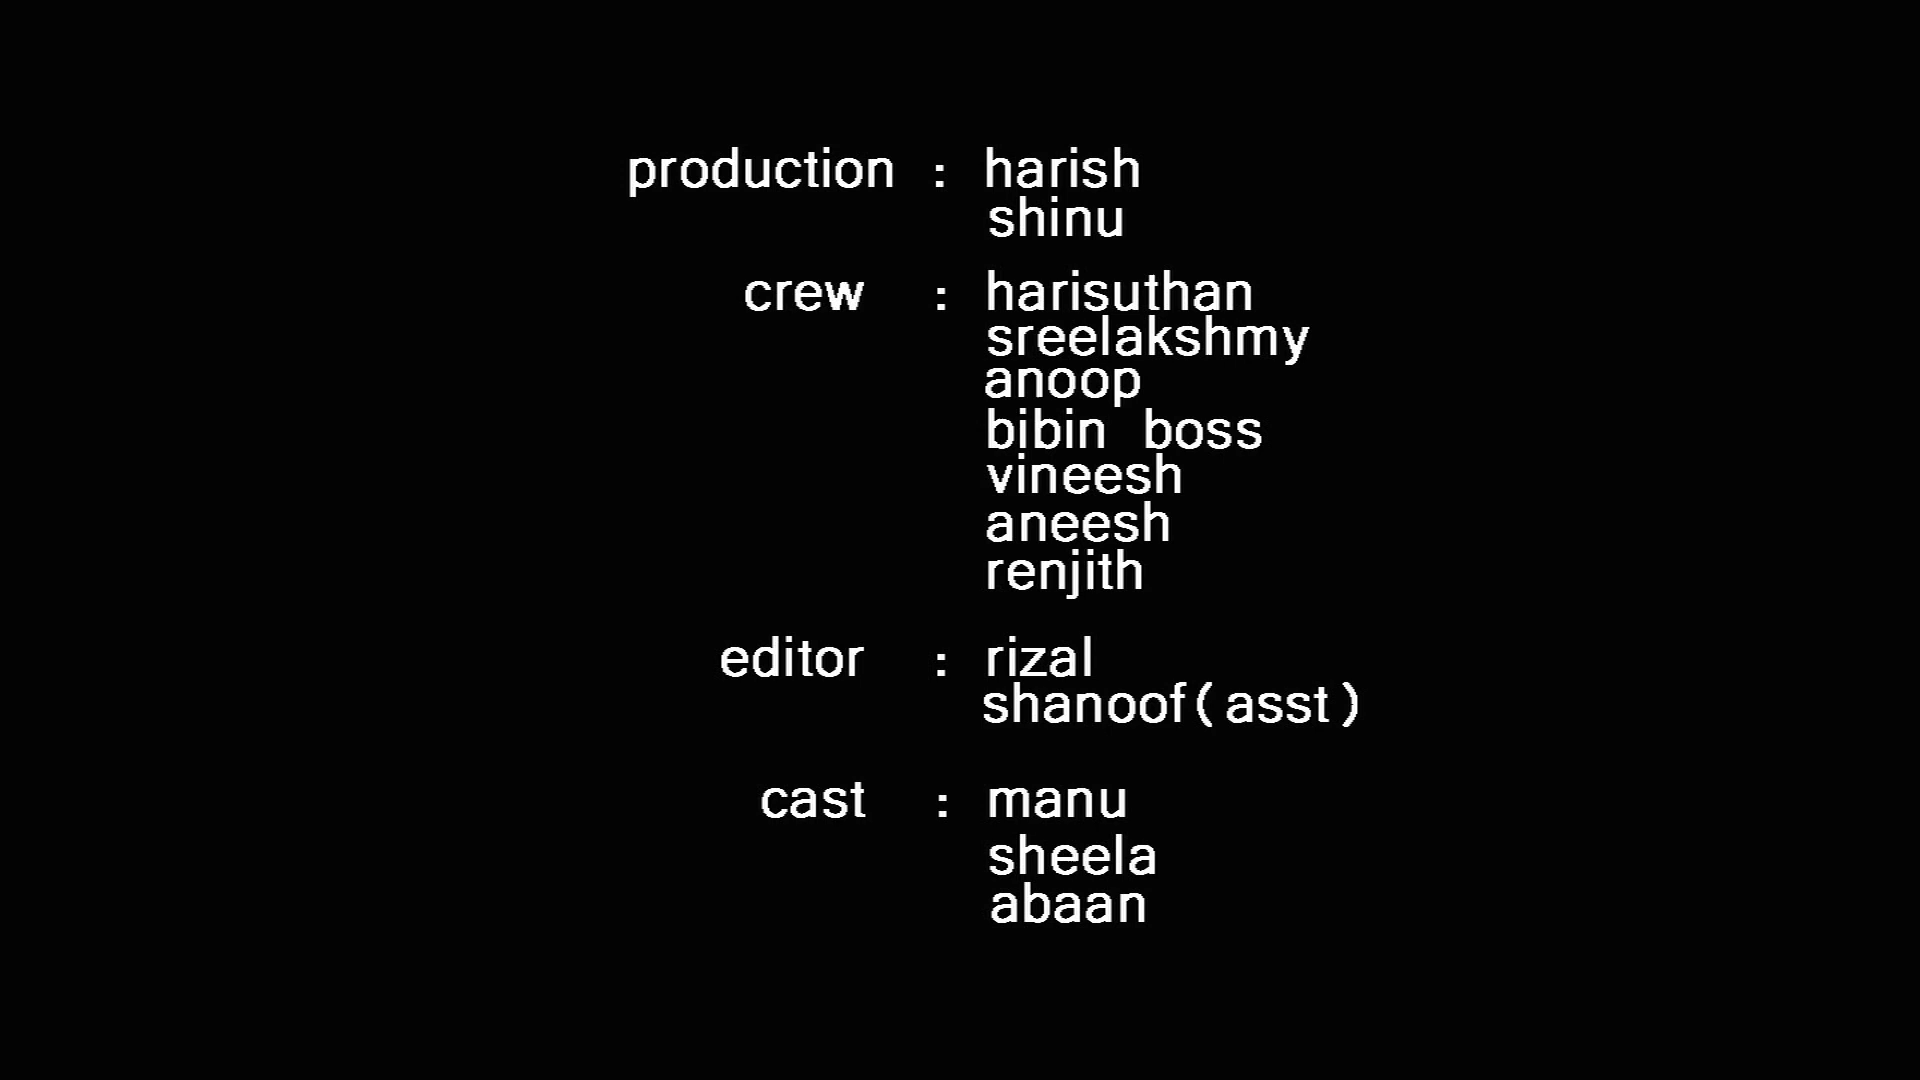 production : harish
shinu
crew : harisuthan
sreelakshmy
anoop
bibin boss
vineesh
aneesh
renjith
editor : rizal
shanoof(asst)
cast : manu
sheela
abaan